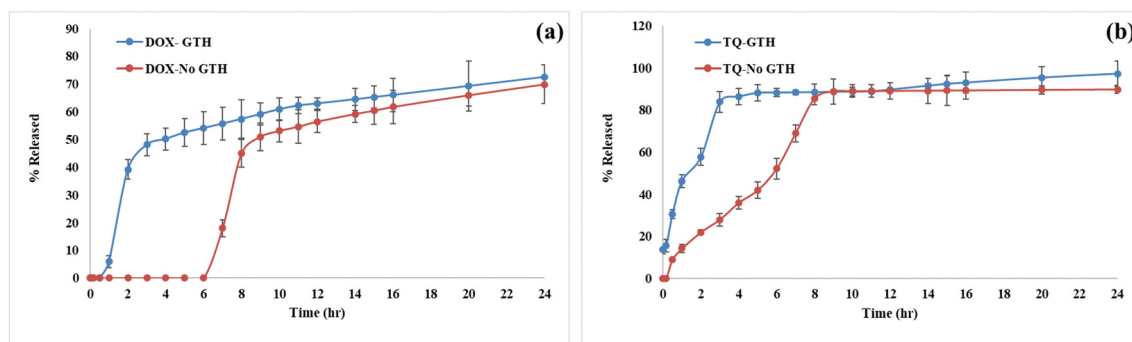 (a)
DOX- GTH
DOX-No GTH
% Released
90
80
70
60
50
40
30
20
10
0
0 2 4 6 8 10 12 14 16 18 20 22 24
Time (hr)
(b)
TQ-GTH
TQ-No GTH
% Released
120
100
80
60
40
20
0
0 2 4 6 8 10 12 14 16 18 20 22 24
Time (hr)